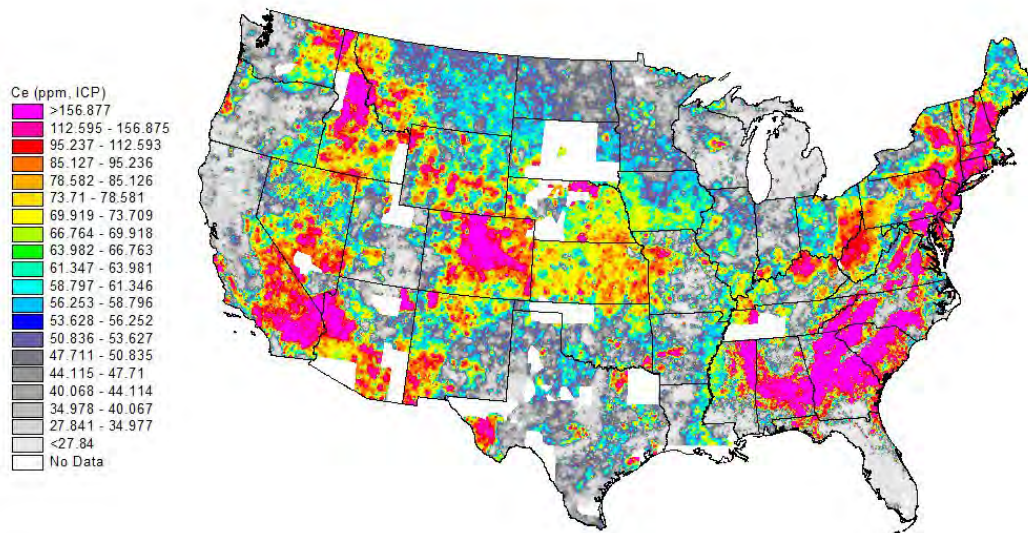 Ce (ppm, ICP)
>156.877
112.595 - 156.875
95.237 - 112.593
85.127 - 95.236
78.582 - 85.126
73.71 - 78.581
69.919 - 73.709
66.764 - 69.918
63.982 - 66.763
61.347 - 63.981
58.797 - 61.346
56.253 - 58.796
53.628 - 56.252
50.836 - 53.627
47.711 - 50.835
44.115 - 47.71
40.068 - 44.114
34.978 - 40.067
27.841 - 34.977
<27.84
No Data